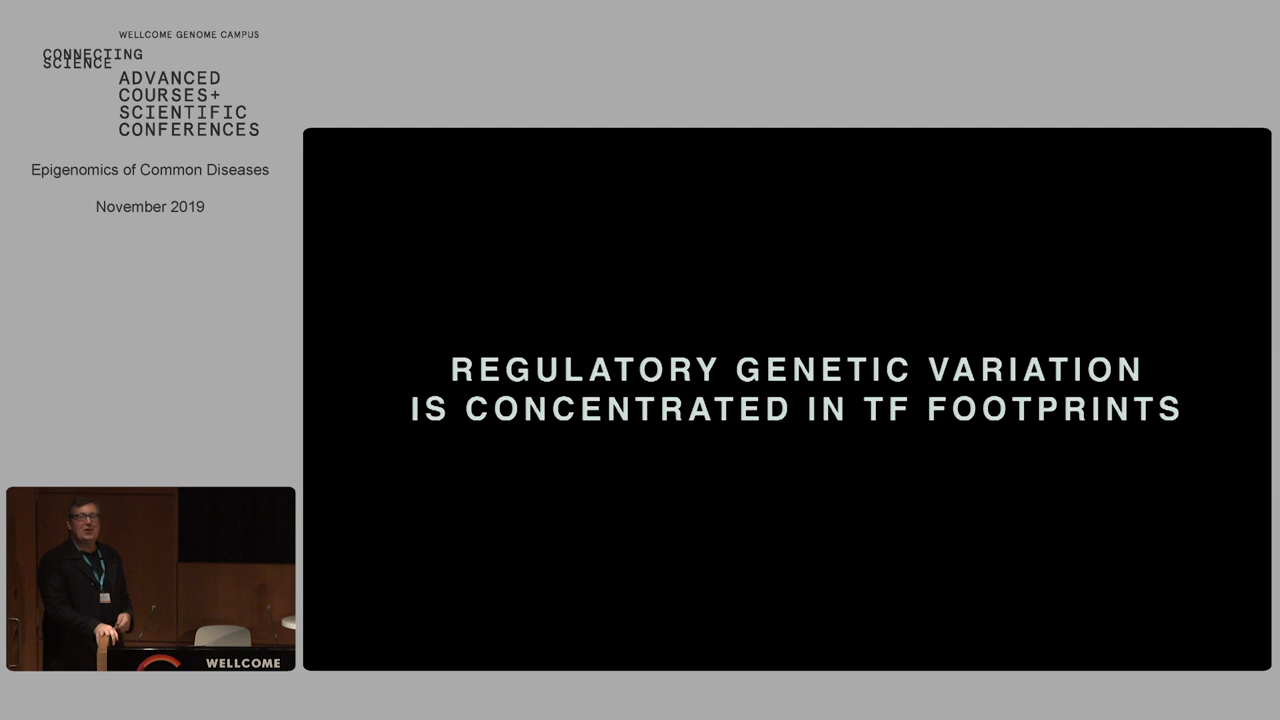 WELLCOME GENOME CAMPUS
CONNECTING
SCIENCE
ADVANCED
COURSES+
SCIENTIFIC
CONFERENCES
Epigenomics of Common Diseases
November 2019
REGULATORY GENETIC VARIATION
IS CONCENTRATED IN TF FOOTPRINTS
WELLCOME